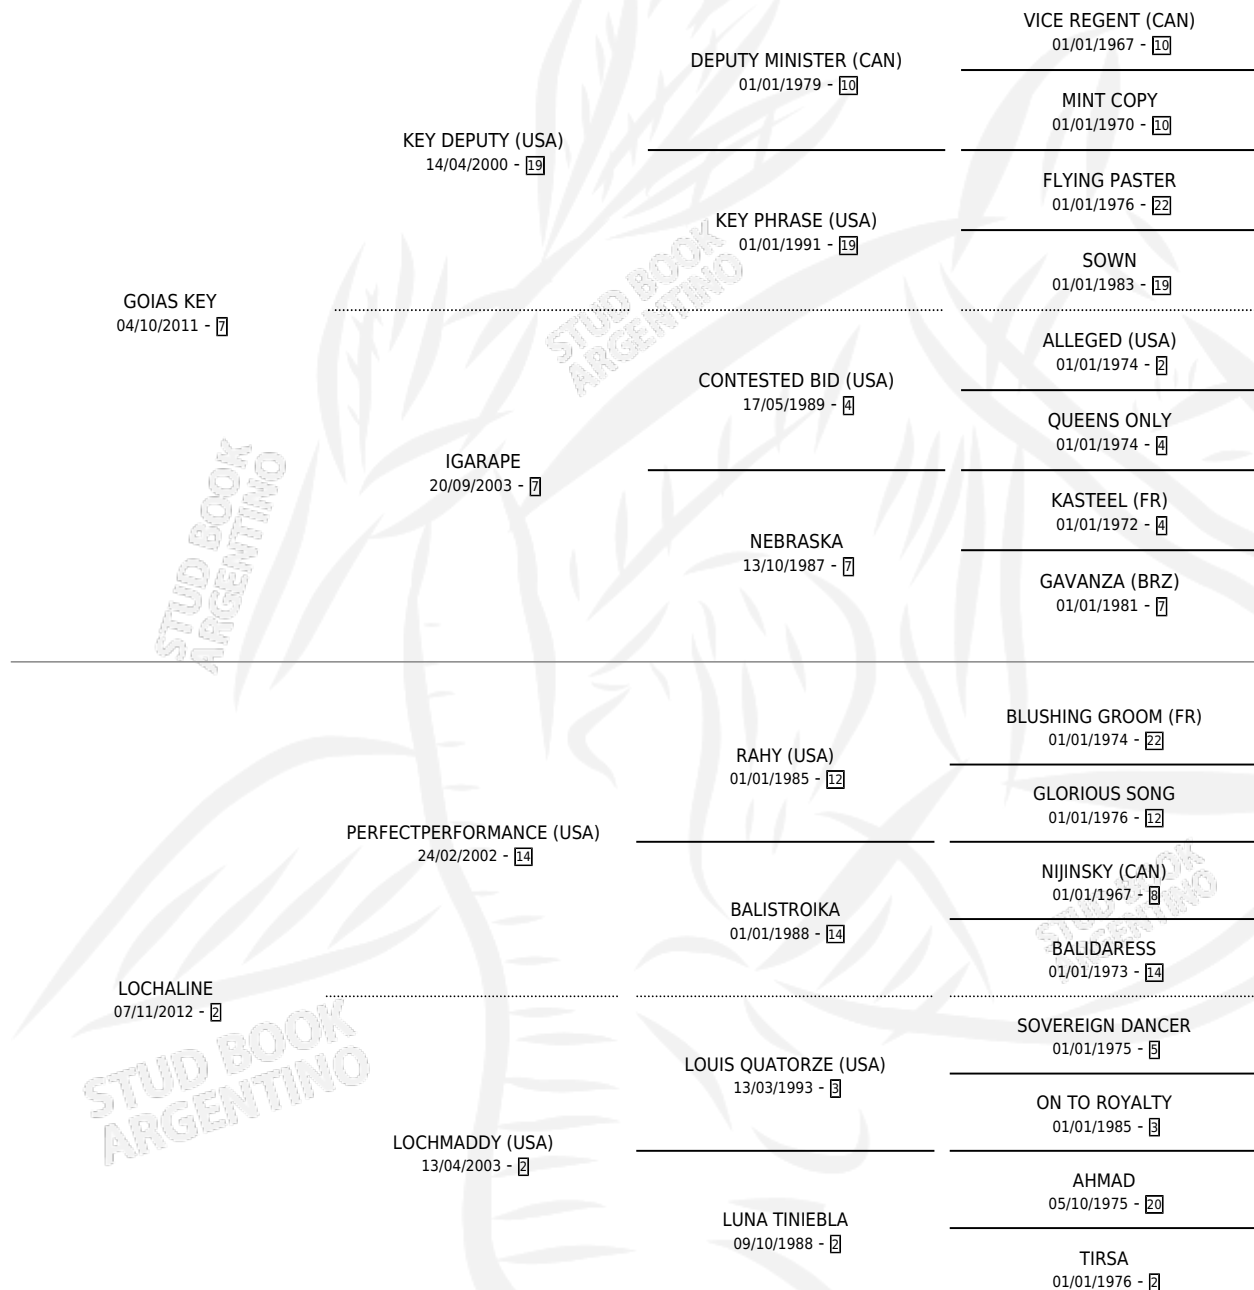 VICE REGENT (CAN)
01/01/1967 - 10
DEPUTY MINISTER (CAN)
01/01/1979 - 10
MINT COPY
01/01/1970 - 10
KEY DEPUTY (USA)
14/04/2000 - 19
FLYING PASTER
01/01/1976 - 22
KEY PHRASE (USA)
01/01/1991 - 19
SOWN
01/01/1983 - 19
GOIAS KEY
04/10/2011 - 7
ALLEGED (USA)
01/01/1974 - 2
CONTESTED BID (USA)
17/05/1989 - 4
QUEENS ONLY
01/01/1974 - 4
IGARAPE
20/09/2003 - 7
KASTEEL (FR)
01/01/1972 - 4
NEBRASKA
13/10/1987 - 7
GAVANZA (BRZ)
01/01/1981 - 7
STUD BOOK
ARGENTINO
STUD BOOK
ARGENTINO
BLUSHING GROOM (FR)
01/01/1974 - 22
RAHY (USA)
01/01/1985 - 12
GLORIOUS SONG
01/01/1976 - 12
PERFECTPERFORMANCE (USA)
24/02/2002 - 14
NIJINSKY (CAN)
01/01/1967 - 8
BALISTROIKA
01/01/1988 - 14
BALIDARESS
01/01/1973 - 14
STUD BOOK
ARGENTINO
LOCHALINE
07/11/2012 - 2
SOVEREIGN DANCER
01/01/1975 - 5
LOUIS QUATORZE (USA)
13/03/1993 - 3
ON TO ROYALTY
01/01/1985 - 3
STUD BOOK
ARGENTINO
LOCHMADDY (USA)
13/04/2003 - 2
AHMAD
05/10/1975 - 20
LUNA TINIEBLA
09/10/1988 - 2
TIRSA
01/01/1976 - 2